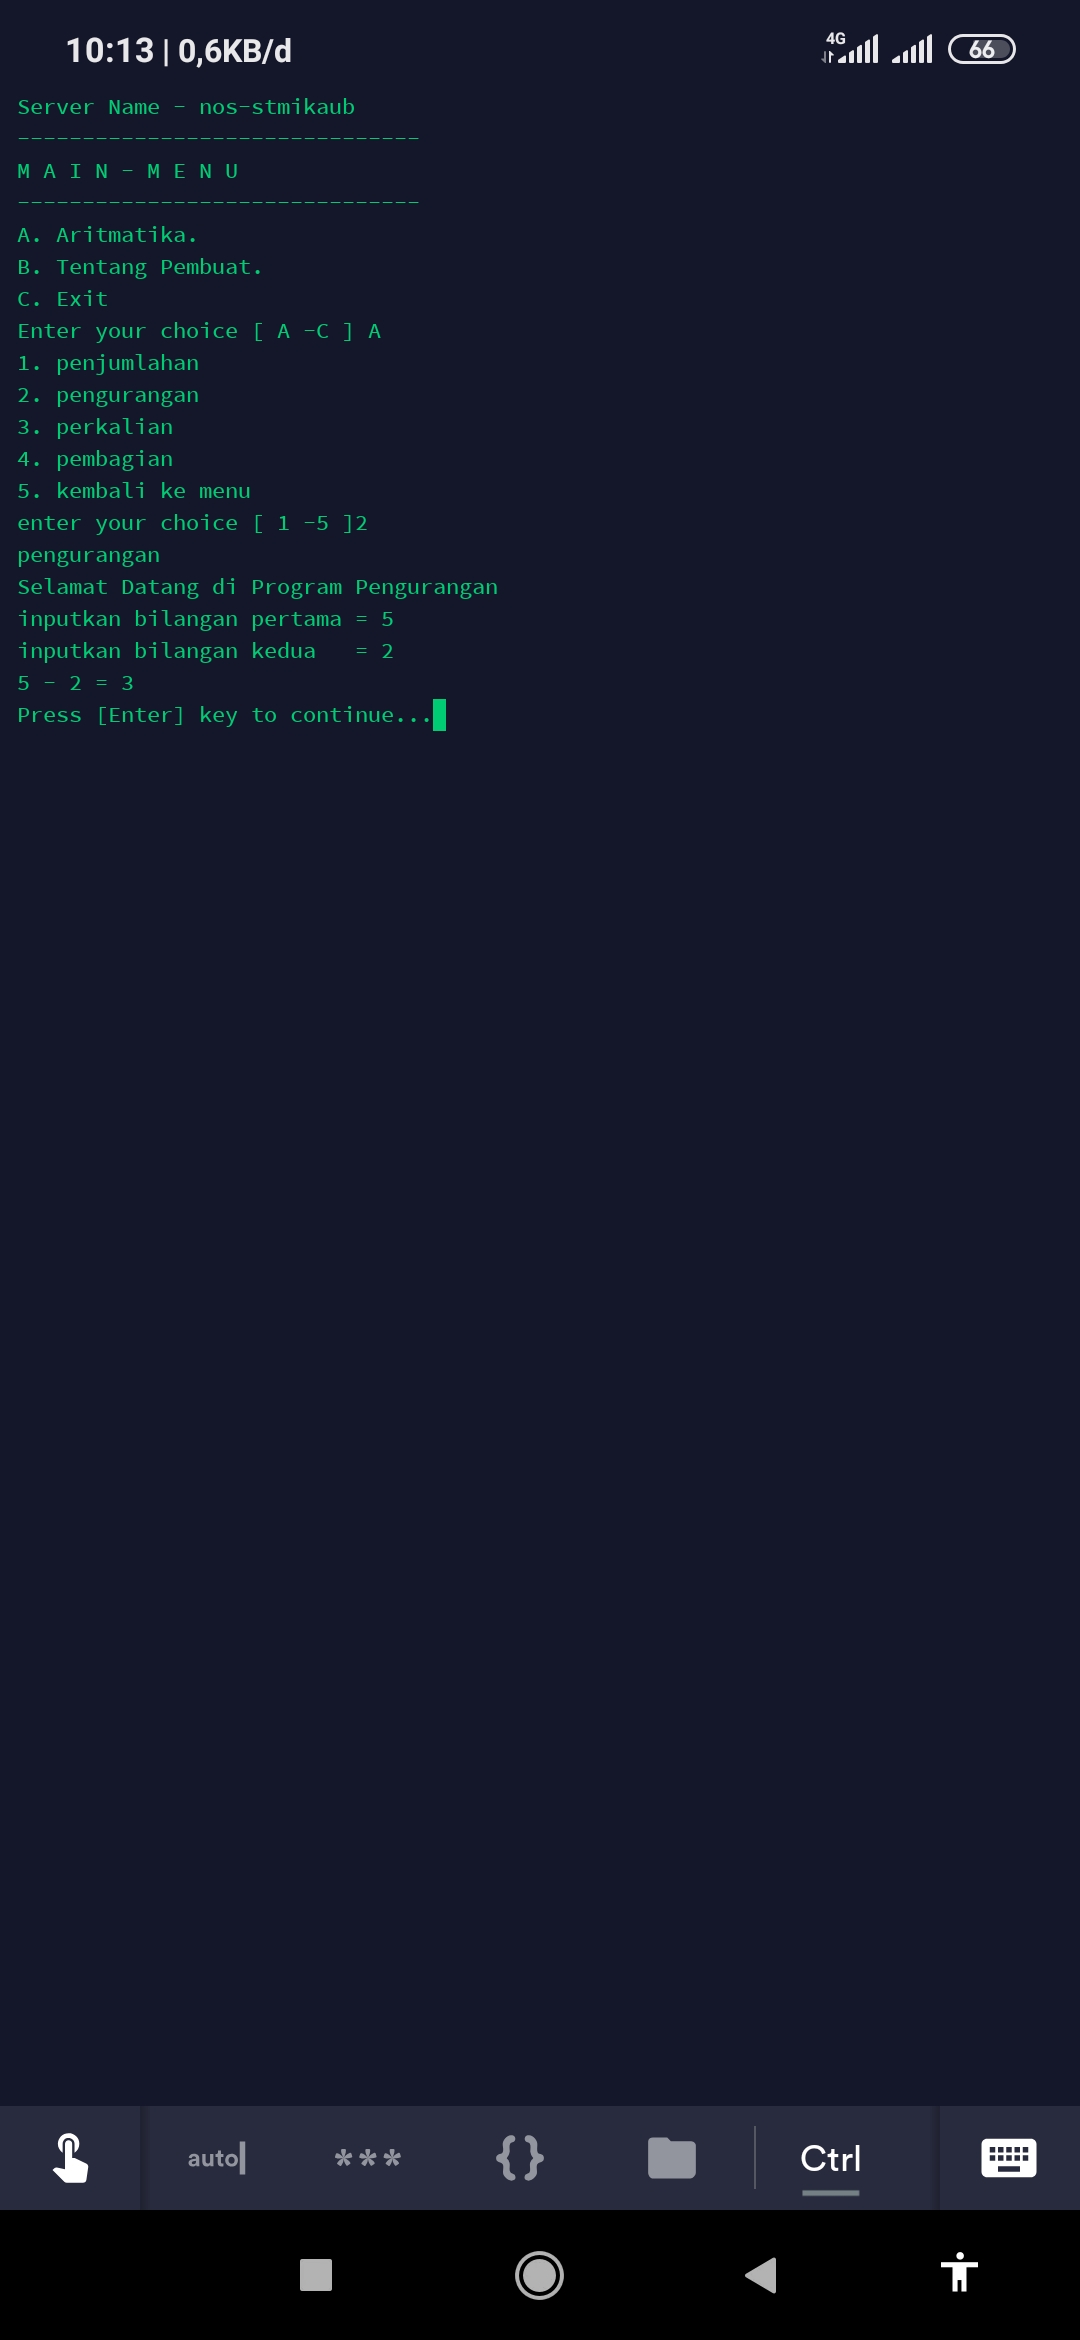 10:13 | 0,6KB/d 4G 66
Server Name - nos-stmikaub
-------------------------------
M A I N - M E N U
-------------------------------
A. Aritmatika.
B. Tentang Pembuat.
C. Exit
Enter your choice [ A -C ] A
1. penjumlahan
2. pengurangan
3. perkalian
4. pembagian
5. kembali ke menu
enter your choice [ 1 -5 ]2
pengurangan
Selamat Datang di Program Pengurangan
inputkan bilangan pertama = 5
inputkan bilangan kedua   = 2
5 - 2 = 3
Press [Enter] key to continue...
auto *** {} Ctrl